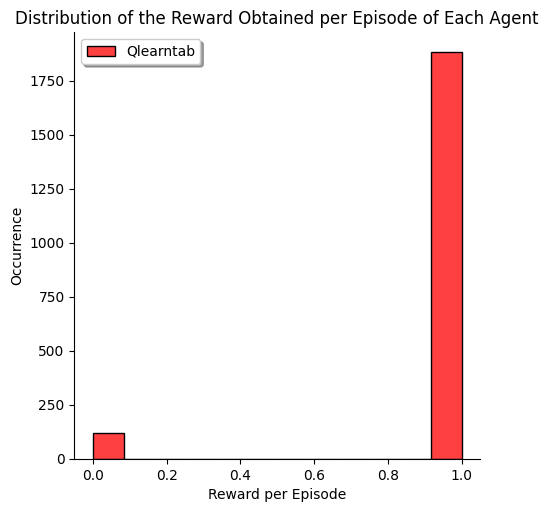 Distribution of the Reward Obtained per Episode of Each Agent
Qlearntab
1750
1500
1250
1000
750
500
250
0
Occurrence
0.0 0.2 0.4 0.6 0.8 1.0
Reward per Episode